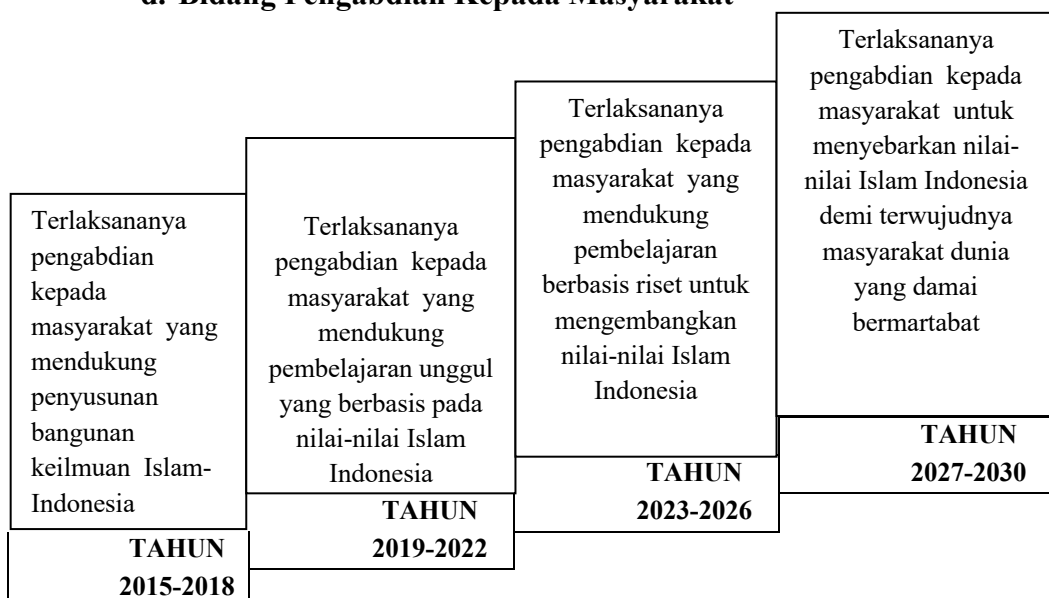 d. Bidang Pengabdian Kepada Masyarakat
Terlaksananya
pengabdian
kepada
masyarakat yang
mendukung
penyusunan
bangunan
keilmuan Islam-
Indonesia
TAHUN
2015-2018
Terlaksananya
pengabdian kepada
masyarakat yang
mendukung
pembelajaran unggul
yang berbasis pada
nilai-nilai Islam
Indonesia
TAHUN
2019-2022
Terlaksananya
pengabdian kepada
masyarakat yang
mendukung
pembelajaran
berbasis riset untuk
mengembangkan
nilai-nilai Islam
Indonesia
TAHUN
2023-2026
Terlaksananya
pengabdian kepada
masyarakat untuk
menyebarkan nilai-
nilai Islam Indonesia
demi terwujudnya
masyarakat dunia
yang damai
bermartabat
TAHUN
2027-2030